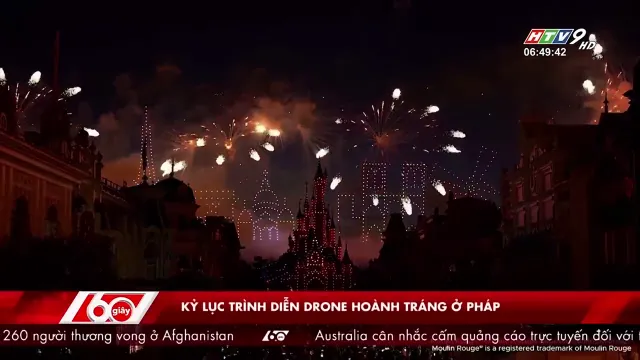 HTV9 HD
06:49:42
60 giây
KỶ LỤC TRÌNH DIỄN DRONE HOÀNH TRÁNG Ở PHÁP
260 người thương vong ở Afghanistan 60 Australia cân nhắc cấm quảng cáo trực tuyến đối với
Moulin Rouge® is a registered trademark of Moulin Rouge.